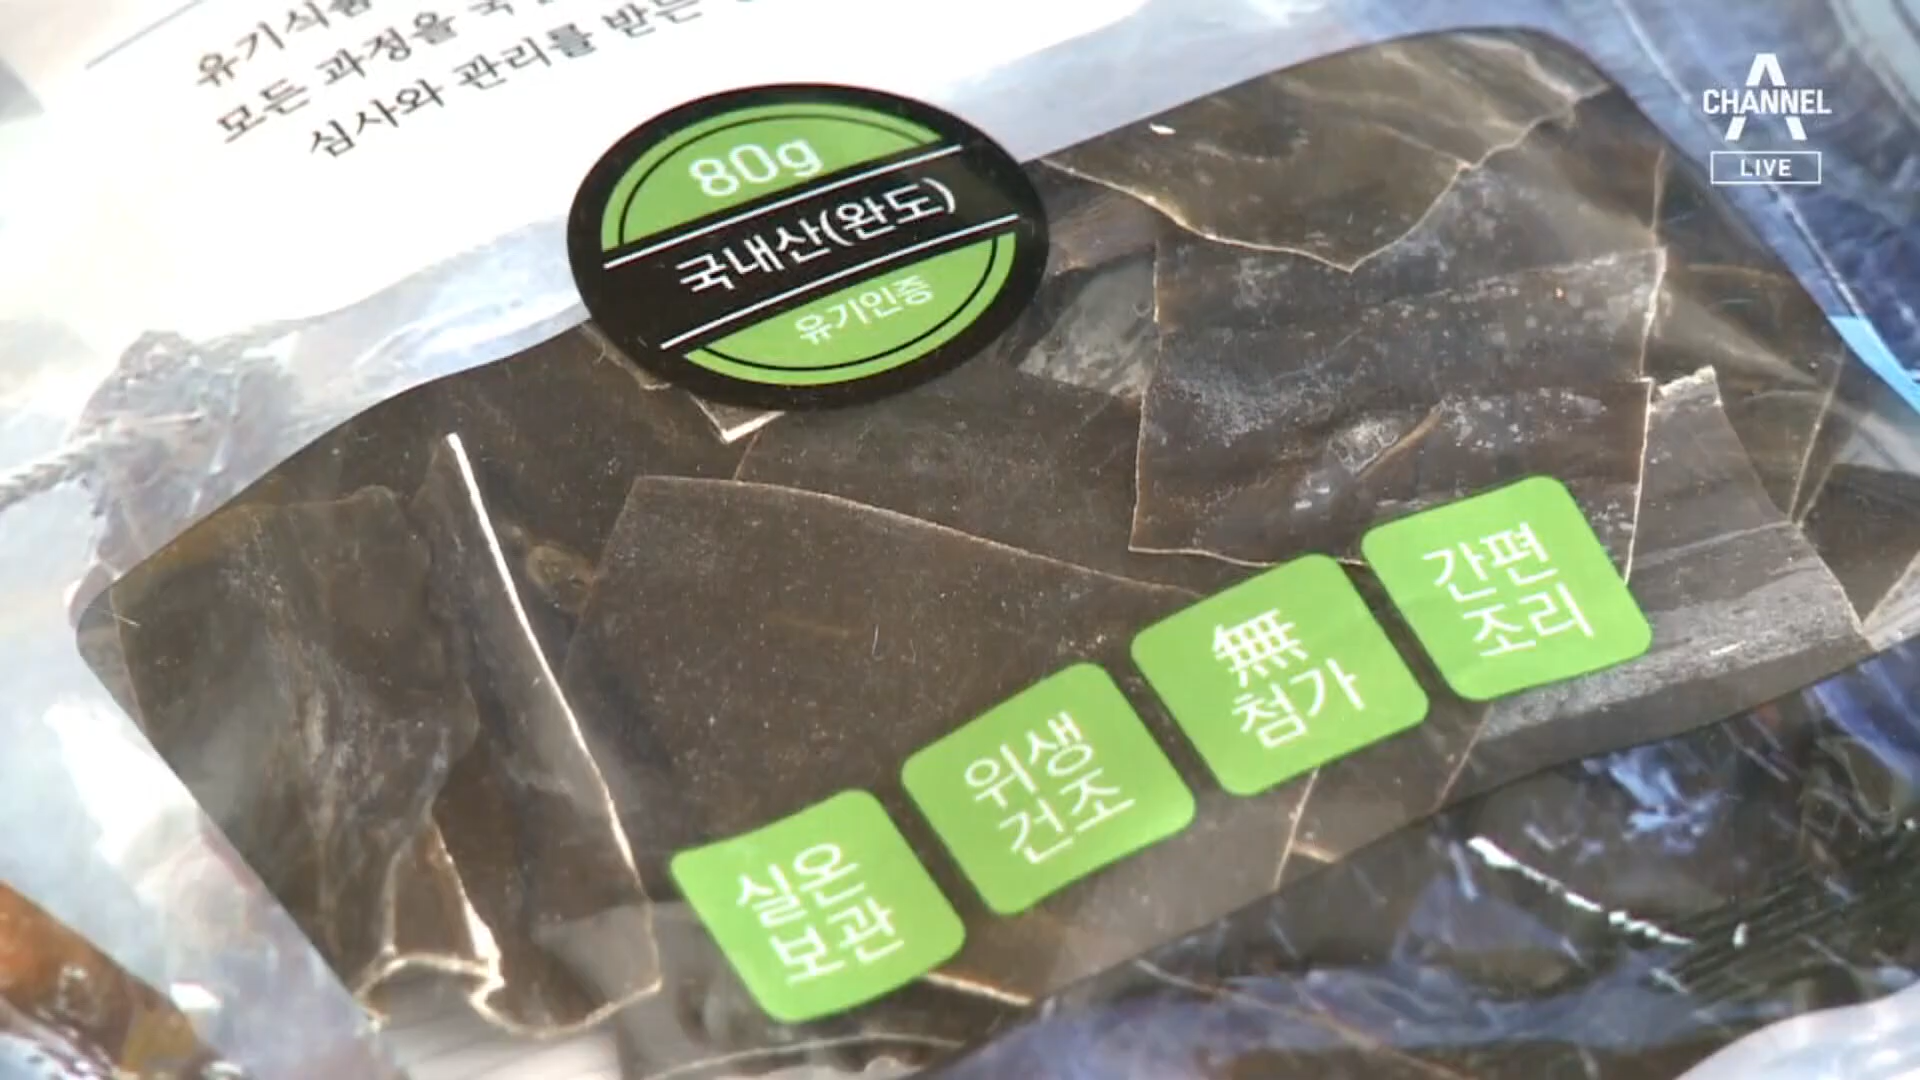 유기식품
모든 과정을
심사와 관리를 받는
80g
국내산(완도)
유기인증
CHANNEL A
LIVE
간편
조리
無
첨가
위생
건조
실온
보관